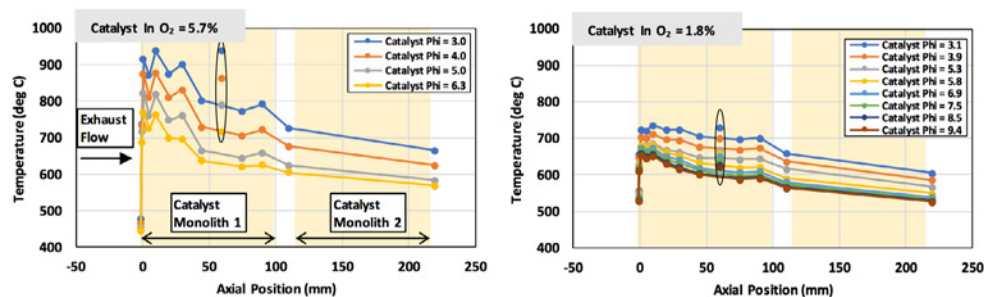 Catalyst In O₂ = 5.7%
Temperature (deg C)
1000
900
800
700
600
500
400
Catalyst Phi = 3.0
Catalyst Phi = 4.0
Catalyst Phi = 5.0
Catalyst Phi = 6.3
Exhaust
Flow
Catalyst
Monolith 1
Catalyst
Monolith 2
-50 0 50 100 150 200 250
Axial Position (mm)
Catalyst In O₂ = 1.8%
Temperature (deg C)
1000
900
800
700
600
500
400
Catalyst Phi = 3.1
Catalyst Phi = 3.9
Catalyst Phi = 5.3
Catalyst Phi = 5.8
Catalyst Phi = 6.9
Catalyst Phi = 7.5
Catalyst Phi = 8.5
Catalyst Phi = 9.4
-50 0 50 100 150 200 250
Axial Position (mm)